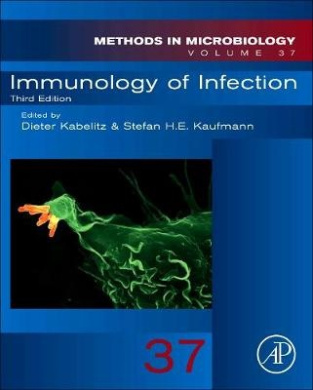 METHODS IN MICROBIOLOGY
VOLUME 37
Immunology of Infection
Third Edition
Edited by
Dieter Kabelitz & Stefan H.E. Kaufmann
37
AP